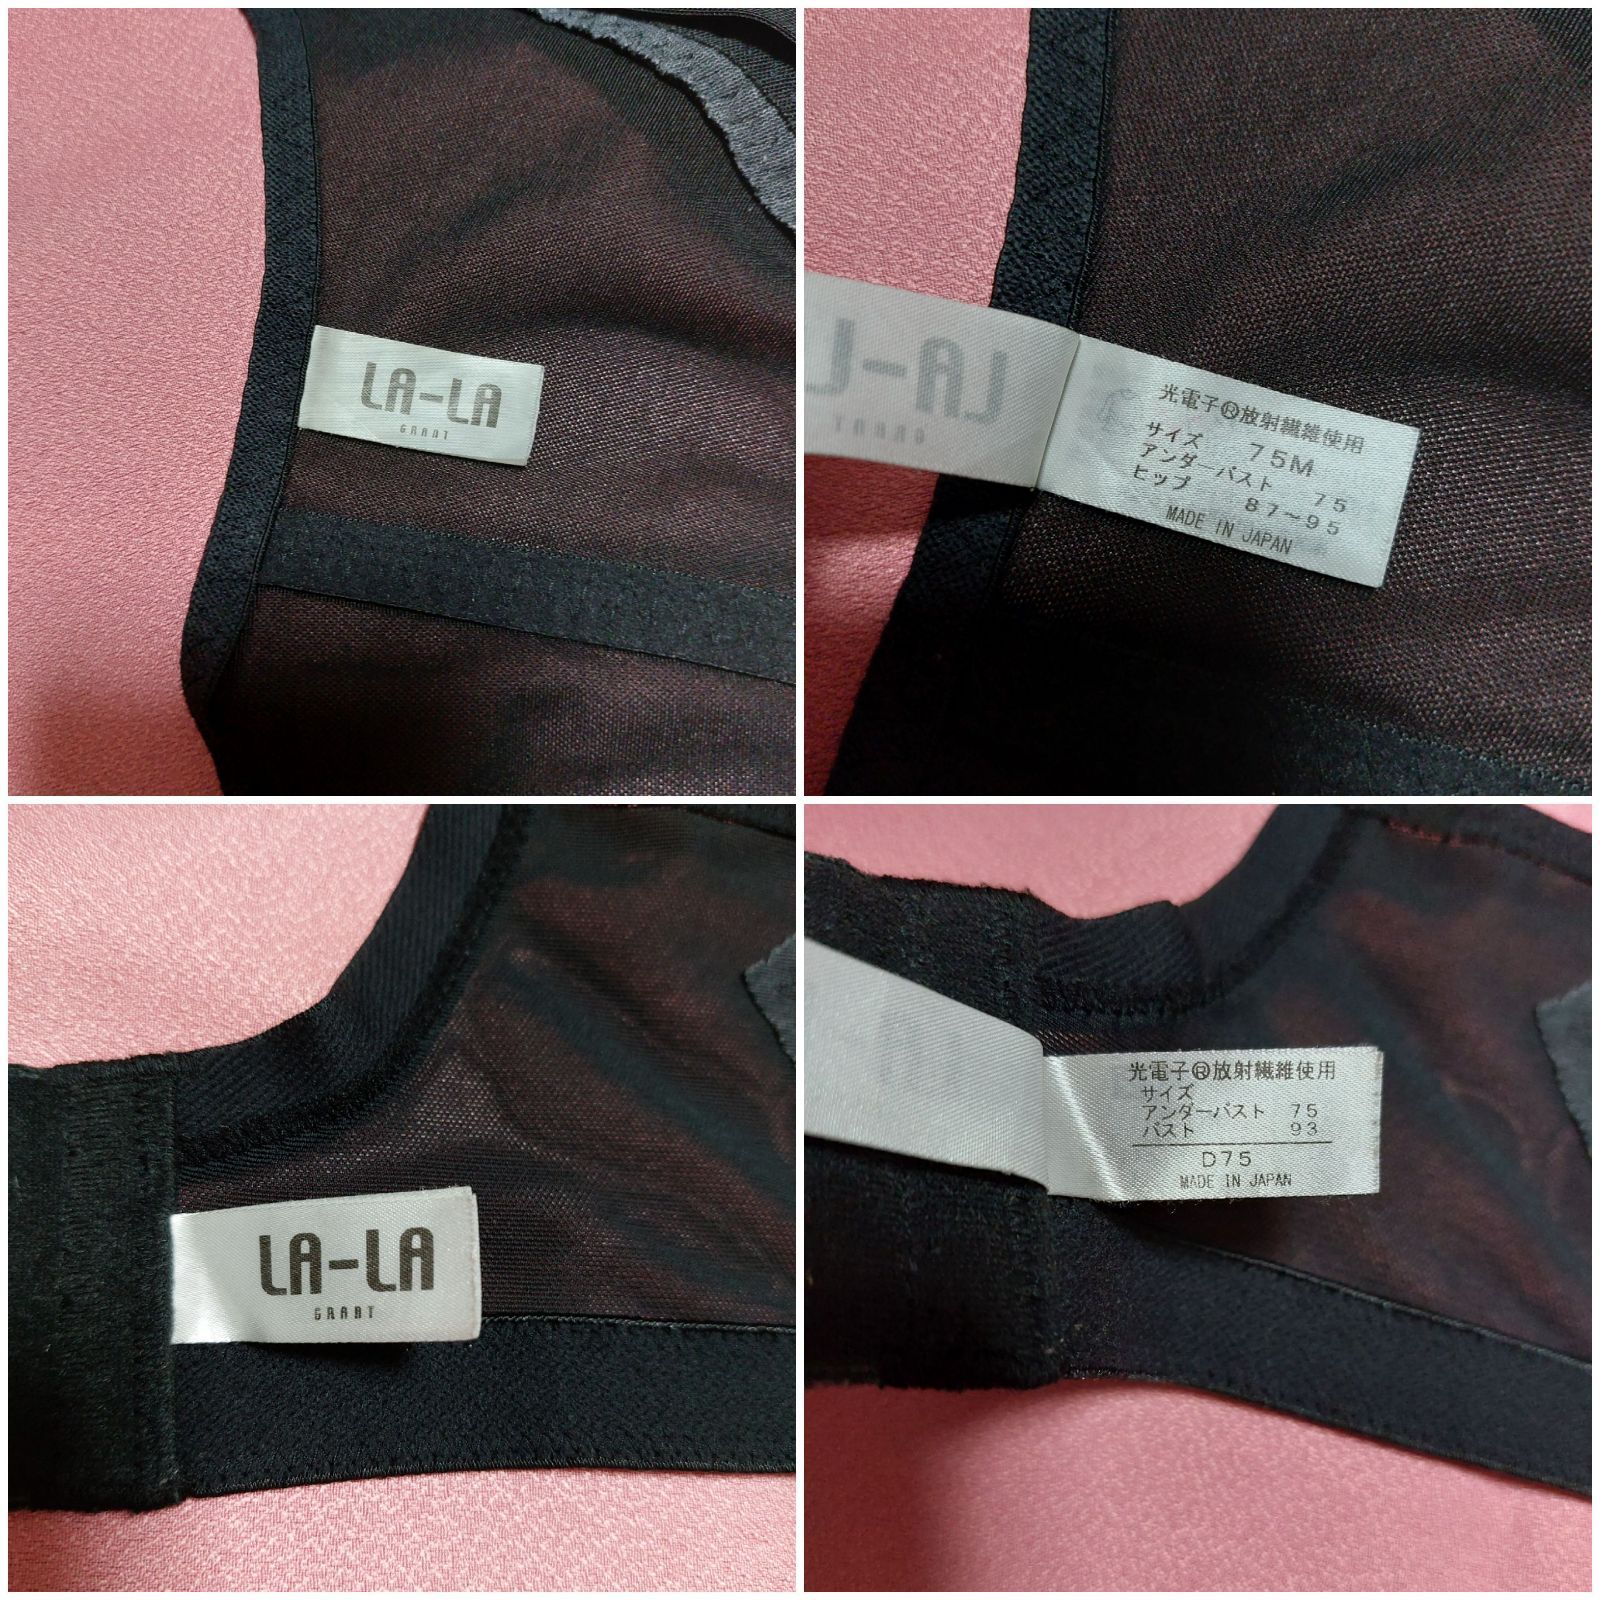 LA-LA
GRANT
LA-LA
光電子®放射繊維使用
サイズ 75M
アンダーバスト 75
ヒップ 87~95
MADE IN JAPAN
LA-LA
GRANT
光電子®放射繊維使用
サイズ
アンダーバスト 75
バスト 93
D75
MADE IN JAPAN